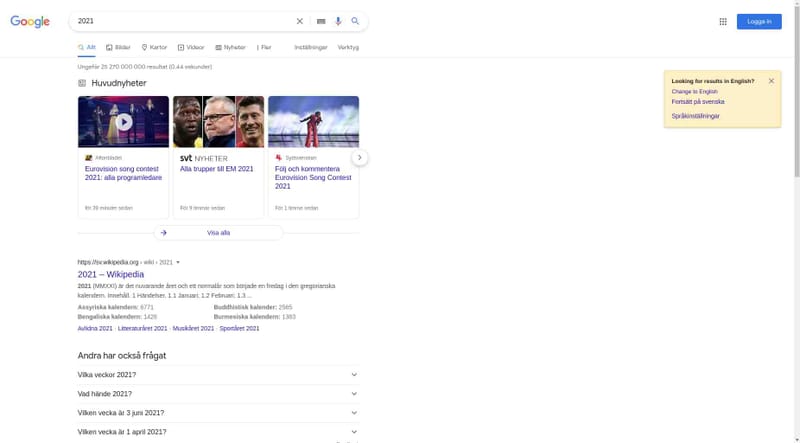 Google
2021
Logga in
Allt
Bilder
Kartor
Videor
Nyheter
Fler
Inställningar
Verktyg
Ungefär 25 270 000 000 resultat (0,44 sekunder)
Looking for results in English?
Change to English
Fortsätt på svenska
Språkinställningar
Huvudnyheter
Aftonbladet
Eurovision song contest
2021: alla programledare
En 39 minuter sedan
svt NYHETER
Alla trupper till EM 2021
För 9 timmar sedan
Sydsvenskan
Följ och kommentera
Eurovision Song Contest
2021
För 1 timme sedan
Visa alla
https://sv.wikipedia.org › wiki › 2021
2021 – Wikipedia
2021 (MMXXI) är det nuvarande året och ett normalår som började en fredag i den gregorianska
kalendern. Innehåll. 1 Händelser. 1.1 Januari; 1.2 Februari; 1.3 ...
Assyriska kalendern: 6771
Buddhistisk kalender: 2565
Bengaliska kalendern: 1428
Burmesiska kalendern: 1383
Avlidna 2021 · Litteraturåret 2021 · Musikåret 2021 · Sportåret 2021
Andra har också frågat
Vilka veckor 2021?
Vad hände 2021?
Vilken vecka är 3 juni 2021?
Vilken vecka är 1 april 2021?